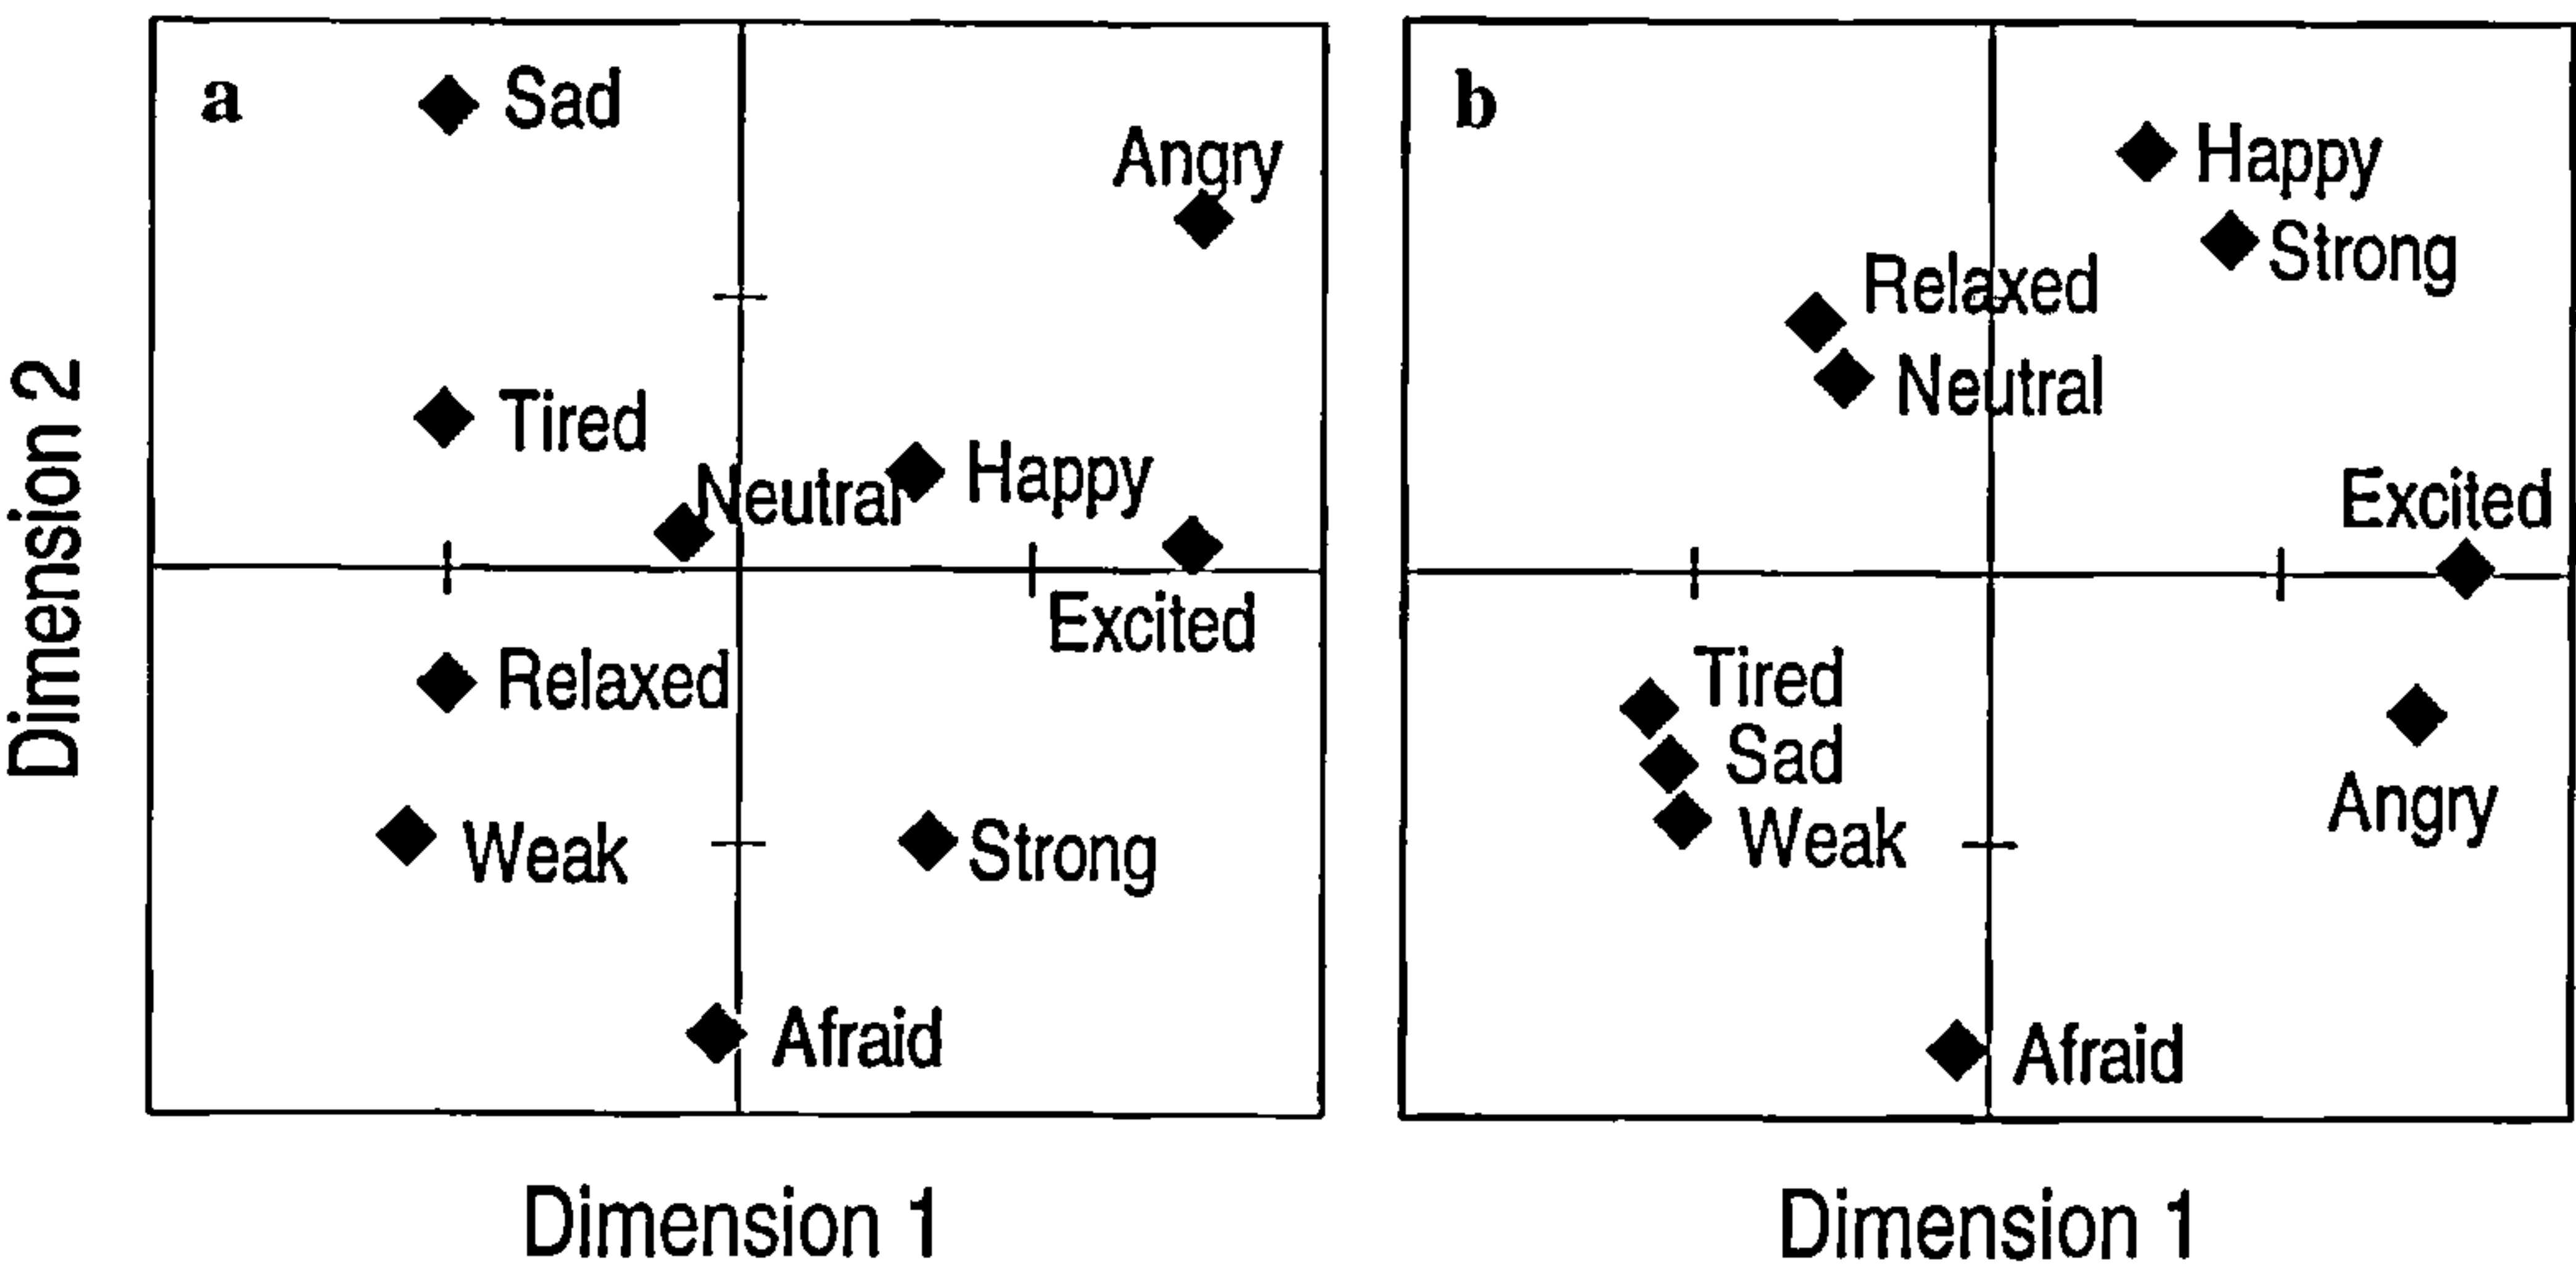 a
Sad
Angry
Tired
Neutral
Happy
Excited
Relaxed
Weak
Strong
Afraid
Dimension 2
Dimension 1
b
Happy
Strong
Relaxed
Neutral
Excited
Tired
Sad
Weak
Angry
Afraid
Dimension 1